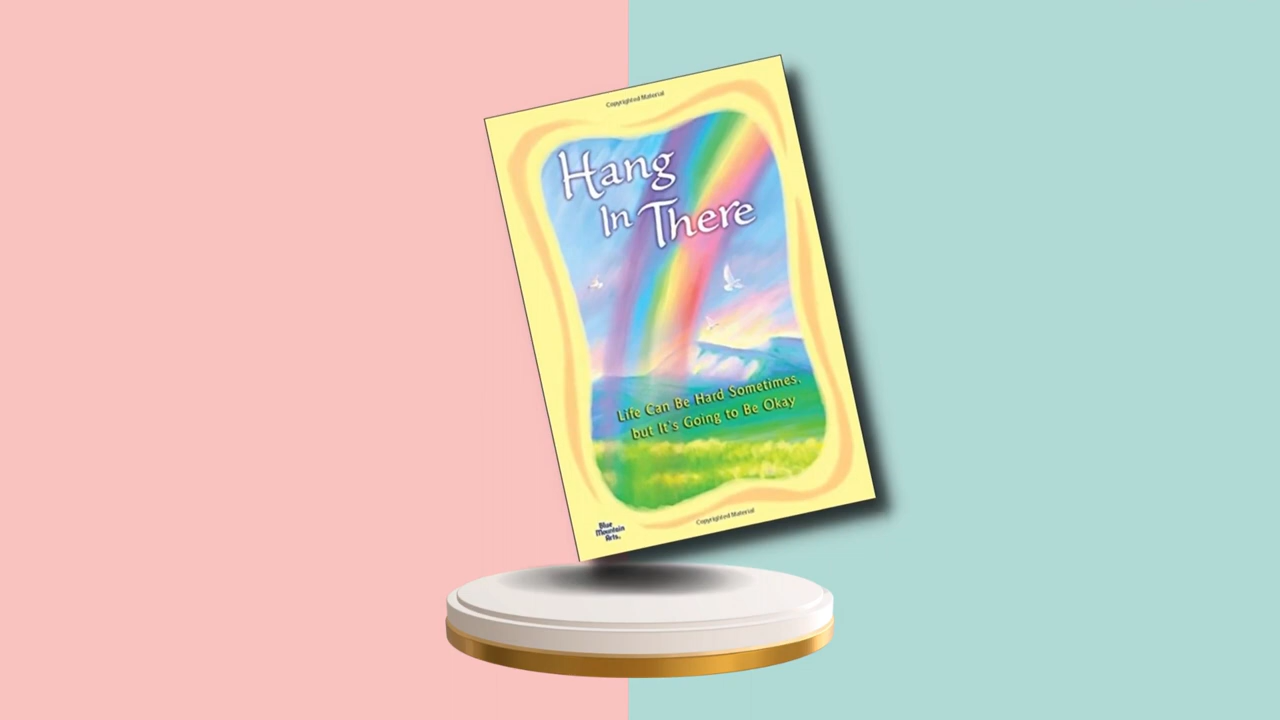 Copyrighted Material
Hang
In There
Life Can Be Hard Sometimes,
but It's Going to Be Okay
Copyrighted Material
Blue
Mountain
Arts.